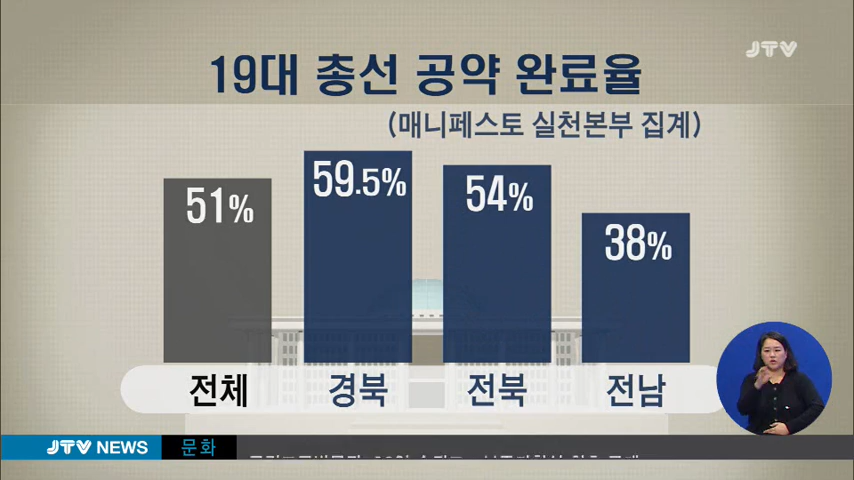 19대 총선 공약 완료율
JTV
(매니페스토 실천본부 집계)
51%
59.5%
54%
38%
전체
경북
전북
전남
JTV NEWS
문화